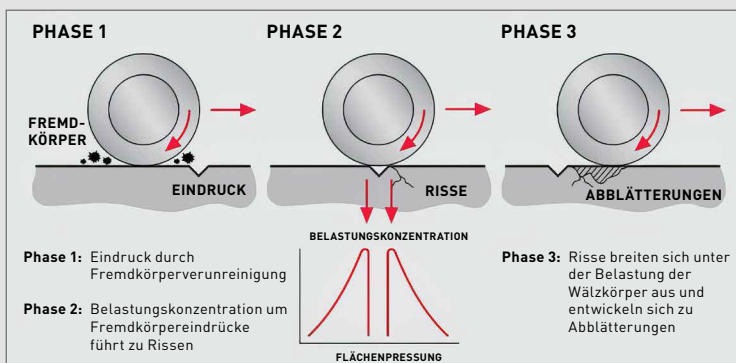 PHASE 1
FREMD-
KÖRPER
EINDRUCK
Phase 1: Eindruck durch
Fremdkörperverunreinigung
Phase 2: Belastungskonzentration um
Fremdkörpereindrücke
führt zu Rissen
PHASE 2
RISSE
BELASTUNGSKONZENTRATION
FLÄCHENPRESSUNG
PHASE 3
ABBLÄTTERUNGEN
Phase 3: Risse breiten sich unter
der Belastung der
Wälzkörper aus und
entwickeln sich zu
Abblätterungen